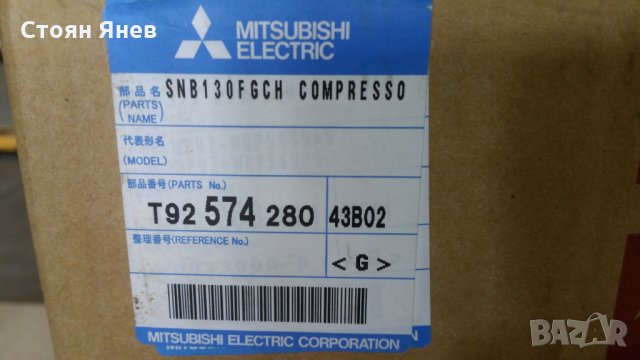 Стоян Янев
MITSUBISHI
ELECTRIC
部品名 SNB130FGCH COMPRESSO
(PARTS NAME)
代表形名
(MODEL)
部品番号(PARTS No.)
T92 574 280 43B02
整理番号(REFERENCE No.)
<G>
MITSUBISHI ELECTRIC CORPORATION
BAZAR